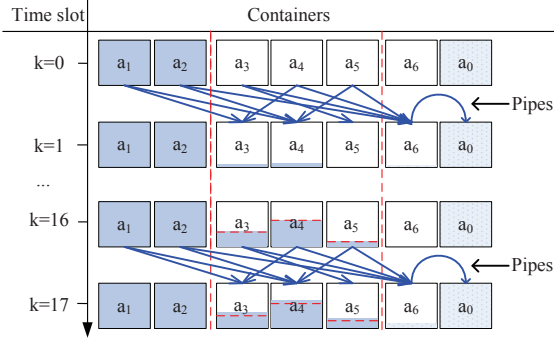 Time slot Containers
k=0 a1 a2 a3 a4 a5 a6 a0
Pipes
k=1 a1 a2 a3 a4 a5 a6 a0
...
k=16 a1 a2 a3 a4 a5 a6 a0
Pipes
k=17 a1 a2 a3 a4 a5 a6 a0